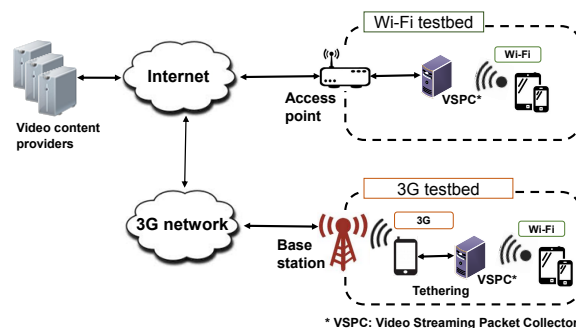 Wi-Fi testbed
Internet
Wi-Fi
VSPC*
Access
point
Video content
providers
3G testbed
3G network
3G
Wi-Fi
Base
station
VSPC*
Tethering
* VSPC: Video Streaming Packet Collector